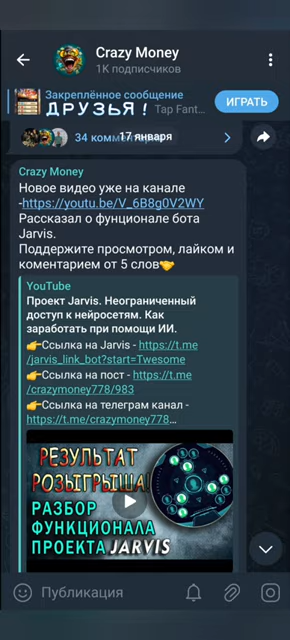 Crazy Money
1K подписчиков
Закреплённое сообщение
ДРУЗЬЯ! Tap Fant...
ИГРАТЬ
34 комментария
17 января
Crazy Money
Новое видео уже на канале
-https://youtu.be/V_6B8g0V2WY
Рассказал о фунционале бота
Jarvis.
Поддержите просмотром, лайком и
коментарием от 5 слов🤝
YouTube
Проект Jarvis. Неограниченный
доступ к нейросетям. Как
заработать при помощи ИИ.
👉Ссылка на Jarvis - https://t.me
/jarvis_link_bot?start=Twesome
👉Ссылка на пост - https://t.me
/crazymoney778/983
👉Ссылка на телеграм канал -
https://t.me/crazymoney778...
РЕЗУЛЬТАТ
РОЗЫГРЫША!
РАЗБОР
ФУНКЦИОНАЛА
ПРОЕКТА JARVIS
Публикация